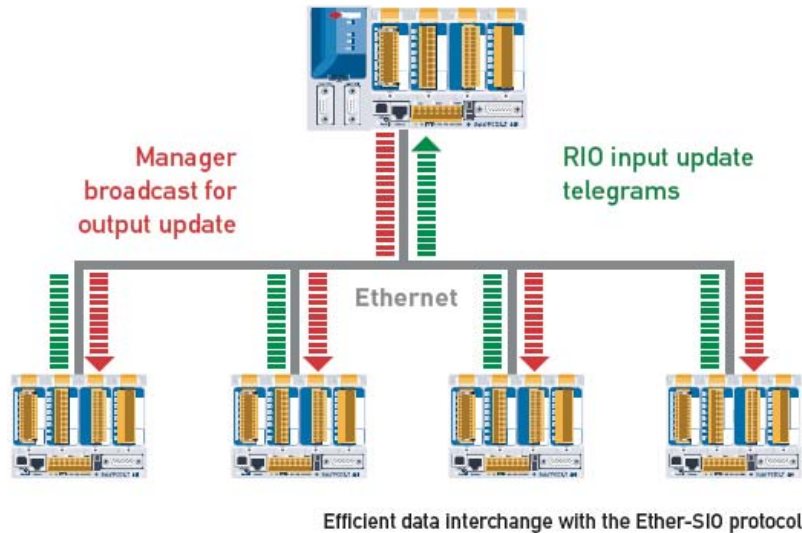 Manager
broadcast for
output update
RIO input update
telegrams
Ethernet
Efficient data interchange with the Ether-SIO protocol